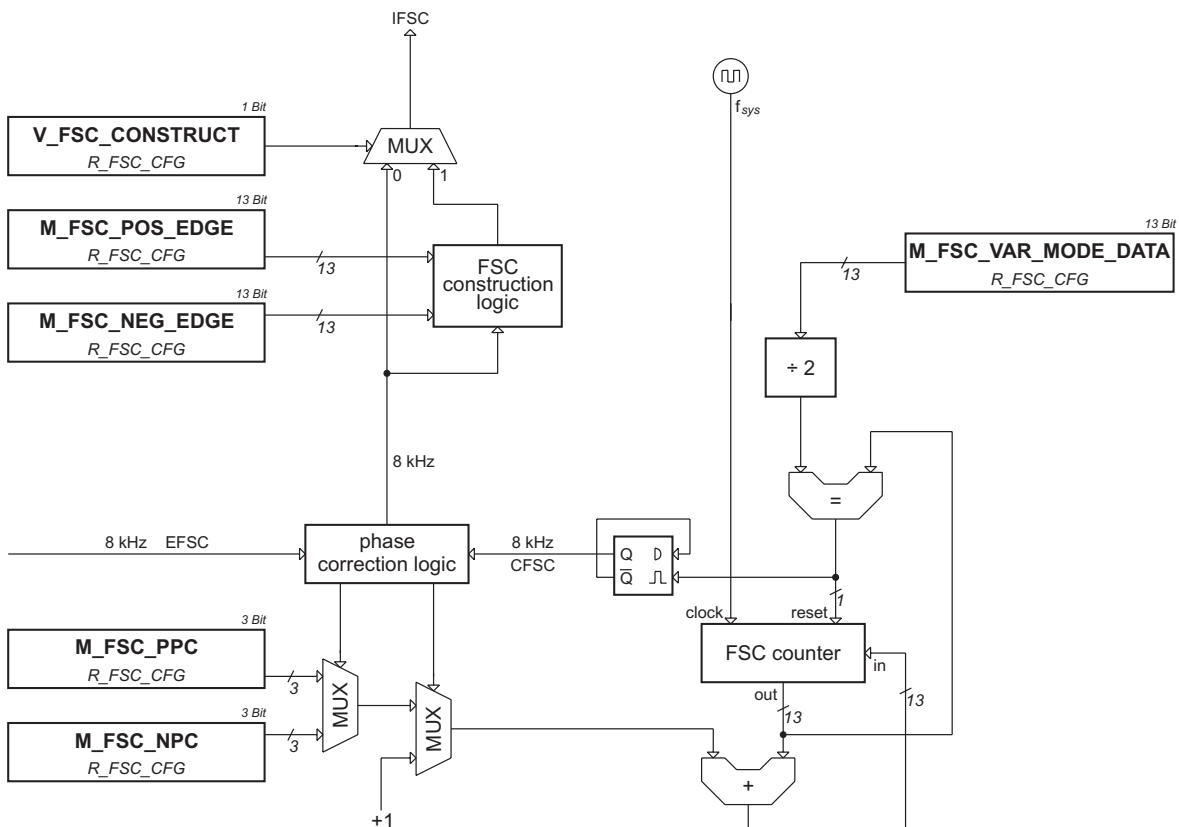 IFSC
f_sys
1 Bit
V_FSC_CONSTRUCT
R_FSC_CFG
MUX
0 1
13 Bit
M_FSC_POS_EDGE
R_FSC_CFG
13
FSC
construction
logic
13 Bit
M_FSC_NEG_EDGE
R_FSC_CFG
13
13 Bit
M_FSC_VAR_MODE_DATA
R_FSC_CFG
13
÷ 2
8 kHz
=
8 kHz EFSC
phase
correction logic
8 kHz
CFSC
Q D
Q̅
1
clock reset
FSC counter
in
out
13
13
3 Bit
M_FSC_PPC
R_FSC_CFG
3
MUX
MUX
3 Bit
M_FSC_NPC
R_FSC_CFG
3
+1
+